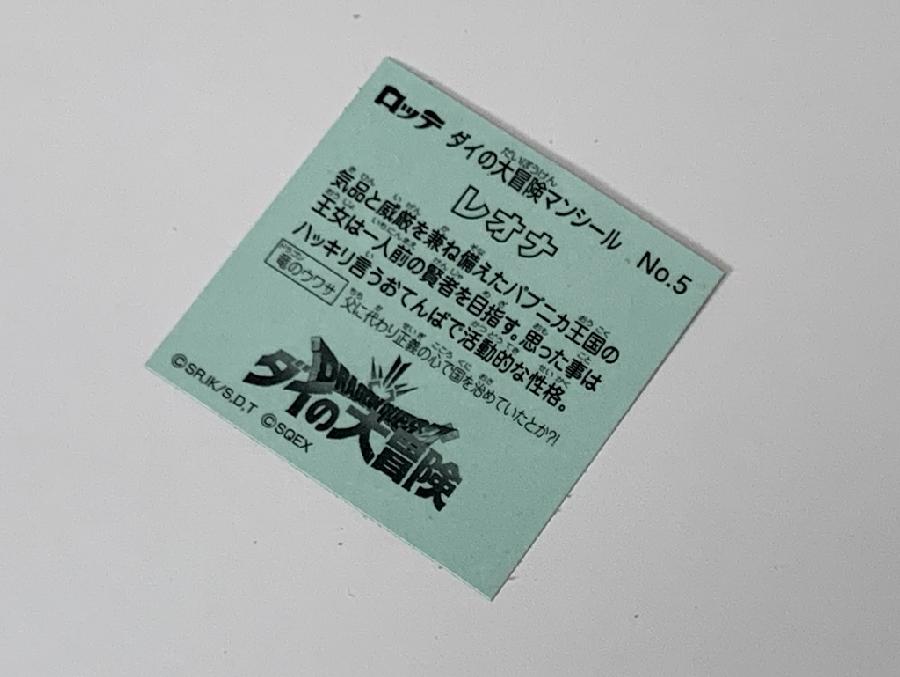 ロッテ ダイの大冒険マンシール No.5
レオナ
気品と威厳を兼ね備えたパプニカ王国の
王女は一人前の賢者を目指す。思った事は
ハッキリ言うおてんばで活動的な性格。
竜のウワサ 父に代わり正義の心で国を治めていたとか?!
DRAGON QUEST
ダイの大冒険
©SRJK/S,D,T ©SQEX